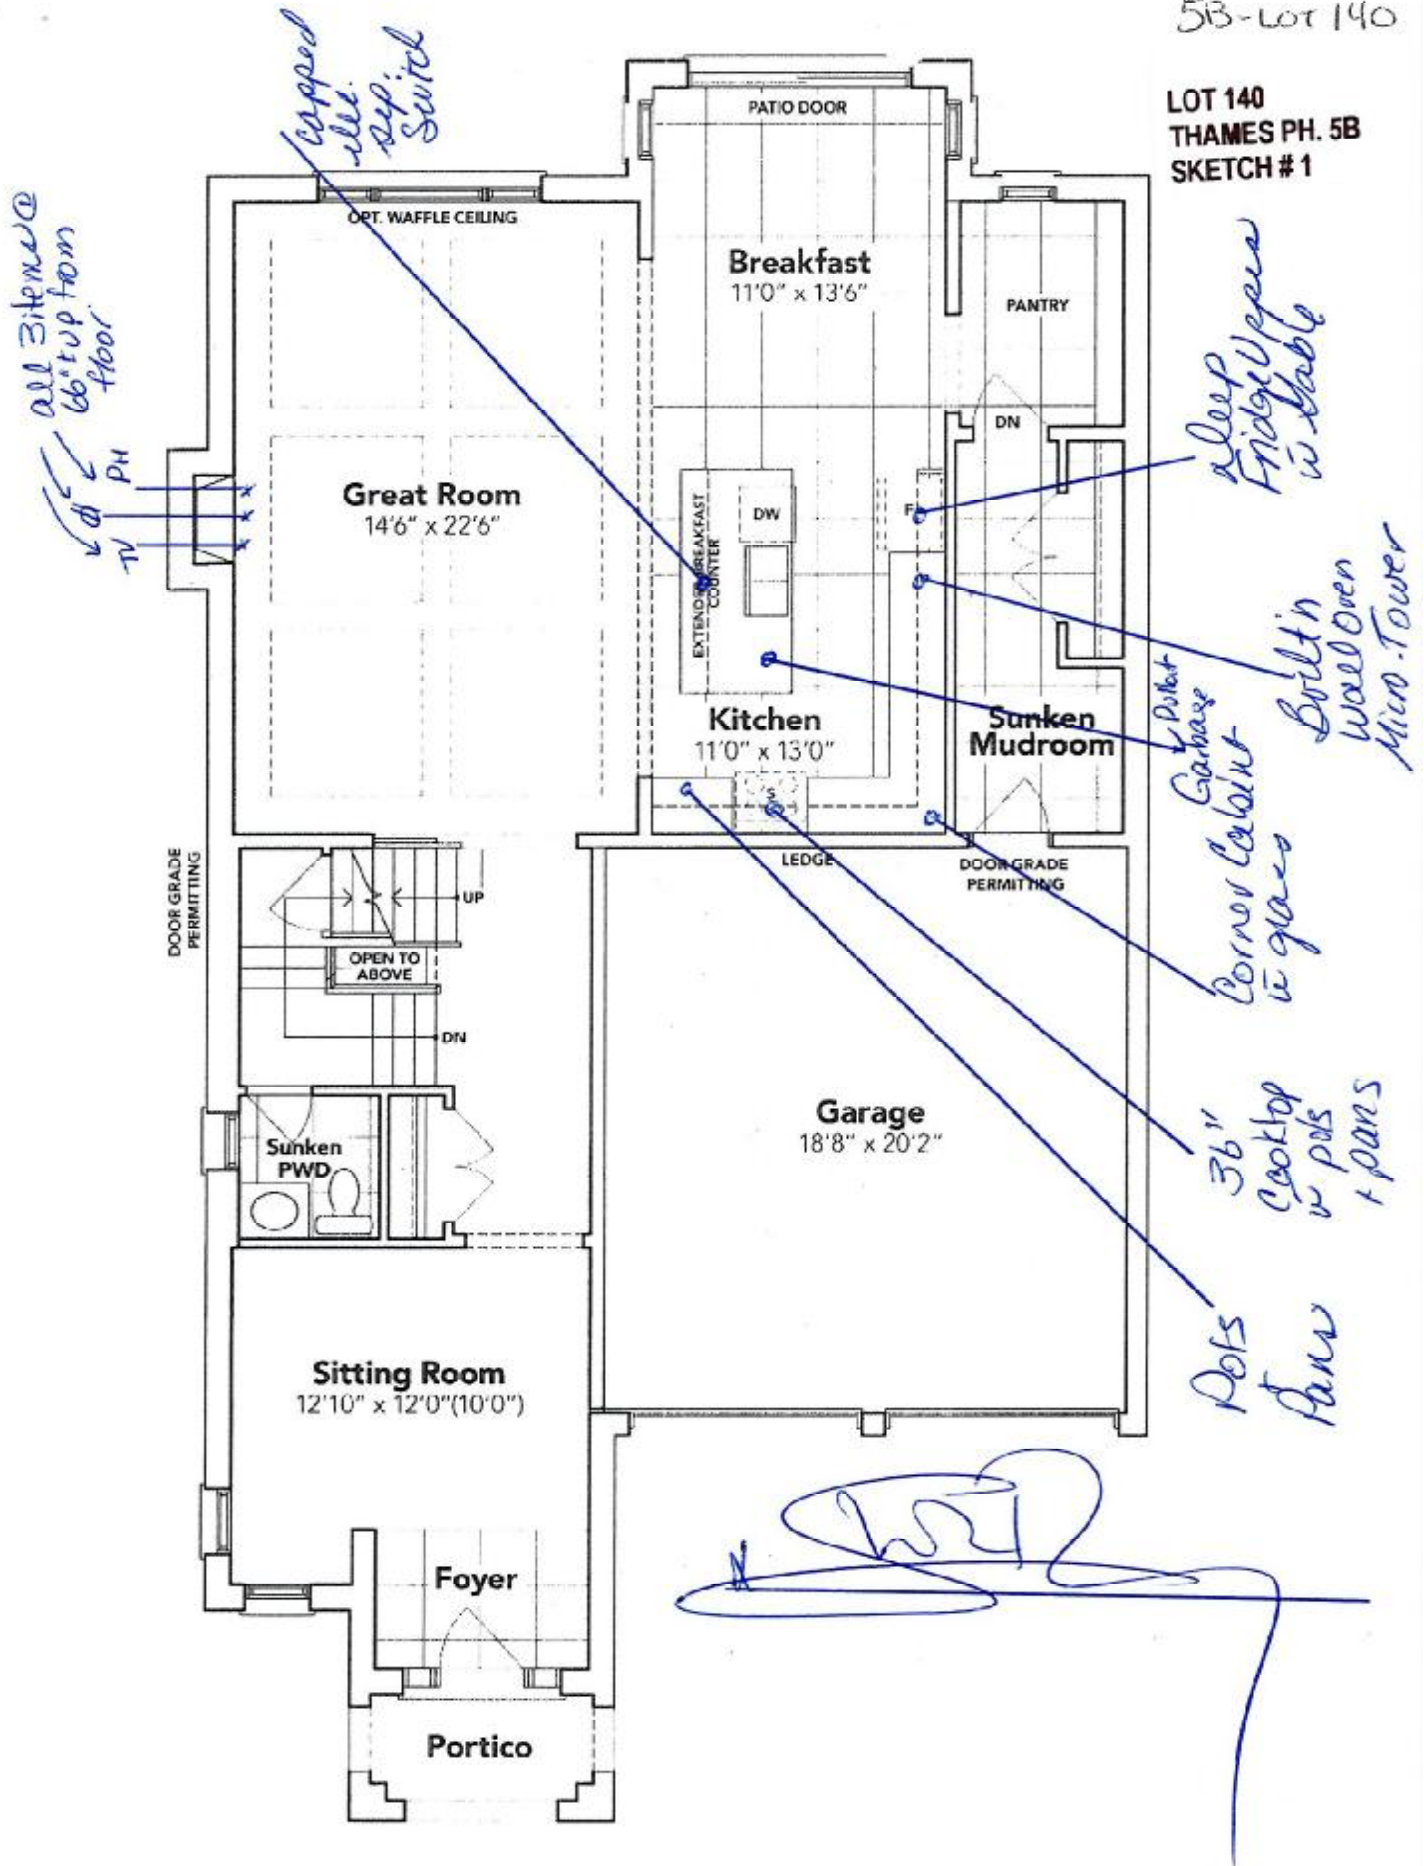 5B-LOT 140
LOT 140
THAMES PH. 5B
SKETCH # 1
capped
elec.
sep.
Switch
all 3 items @
66" up from
floor
PH
TV
PATIO DOOR
OPT. WAFFLE CEILING
Breakfast
11'0" x 13'6"
PANTRY
DN
Deep
Fridge Upper
w Gable
Great Room
14'6" x 22'6"
EXTENDED BREAKFAST
COUNTER
DW
F
Built in
Wall Oven
Micro-Tower
Pullout
Garbage
Kitchen
11'0" x 13'0"
Sunken
Mudroom
S
Corner Cabinet
w glass
LEDGE
DOOR GRADE
PERMITTING
DOOR GRADE
PERMITTING
UP
OPEN TO
ABOVE
DN
36"
Cooktop
w pots
+ pans
Garage
18'8" x 20'2"
Sunken
PWD
Pots
Pans
Sitting Room
12'10" x 12'0"(10'0")
Foyer
Portico